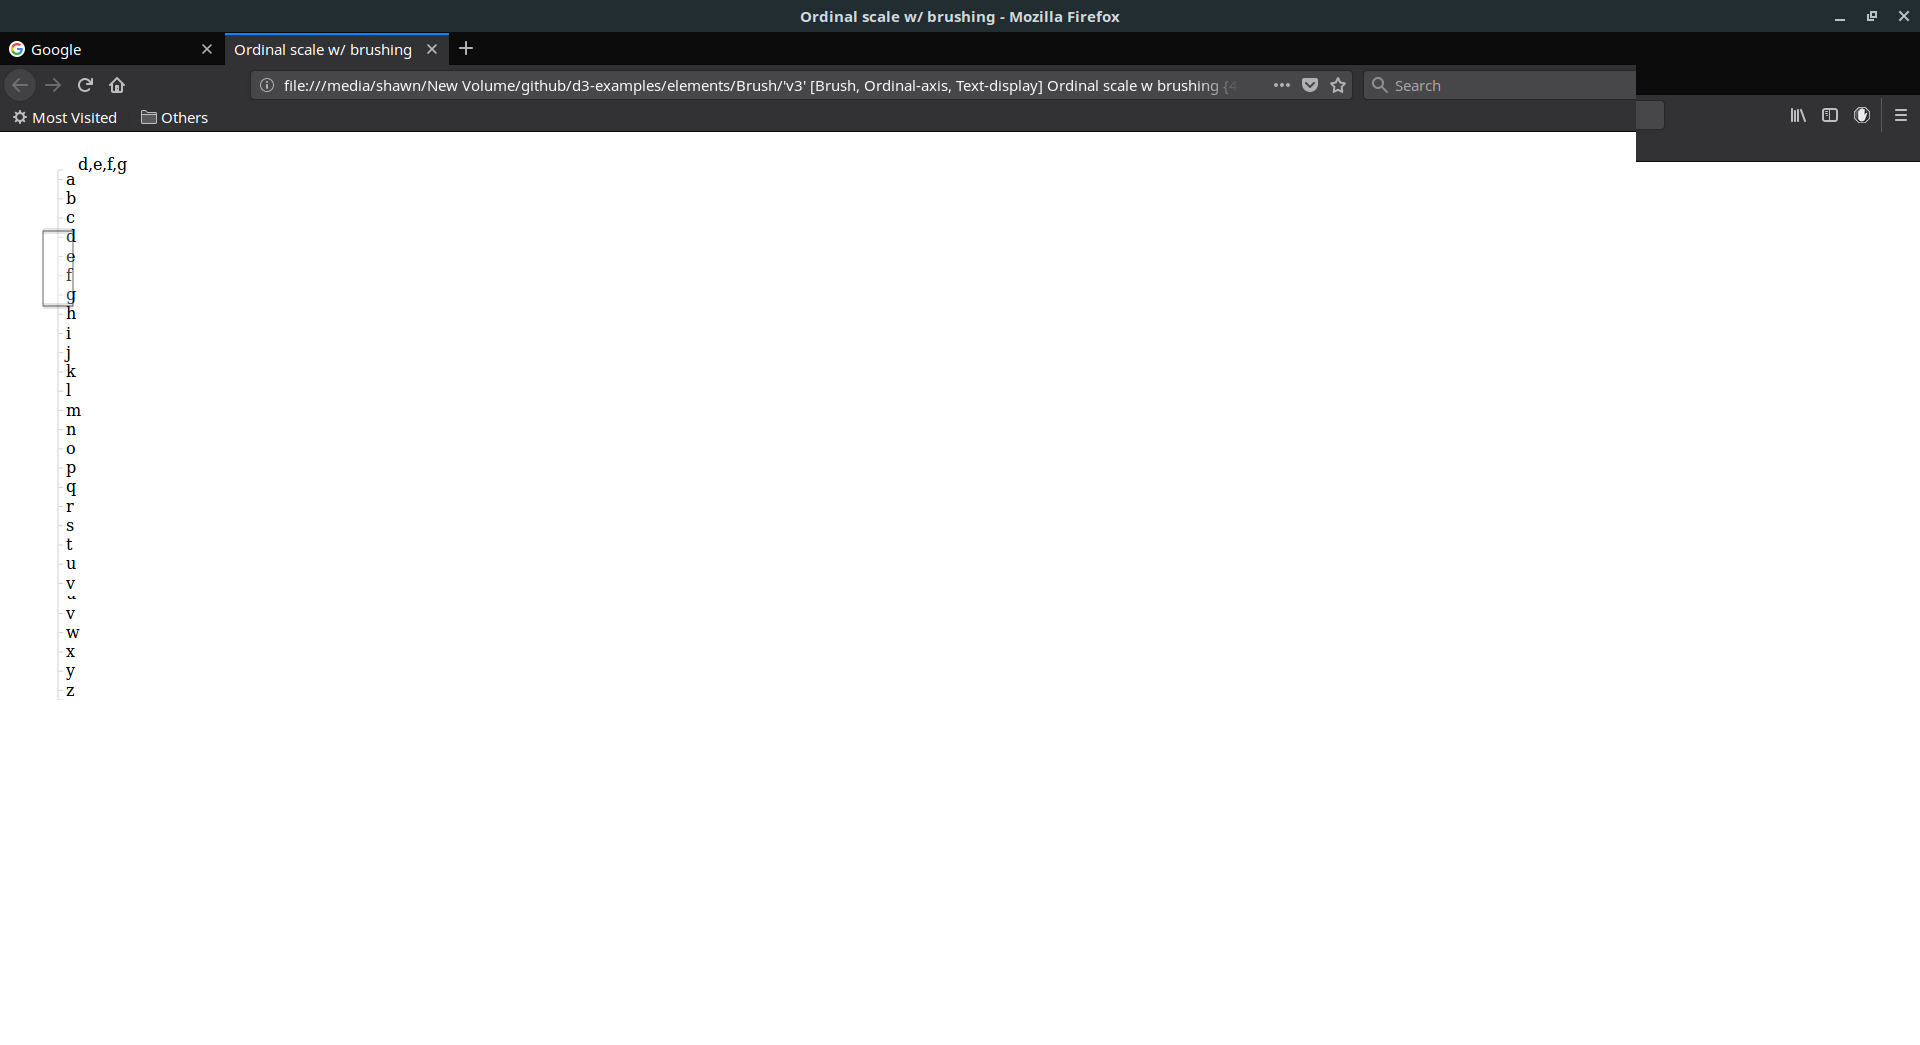 Ordinal scale w/ brushing - Mozilla Firefox
Google
Ordinal scale w/ brushing
file:///media/shawn/New Volume/github/d3-examples/elements/Brush/'v3' [Brush, Ordinal-axis, Text-display] Ordinal scale w brushing {4
Search
Most Visited
Others
d,e,f,g
a
b
c
d
e
f
g
h
i
j
k
l
m
n
o
p
q
r
s
t
u
v
v
w
x
y
z